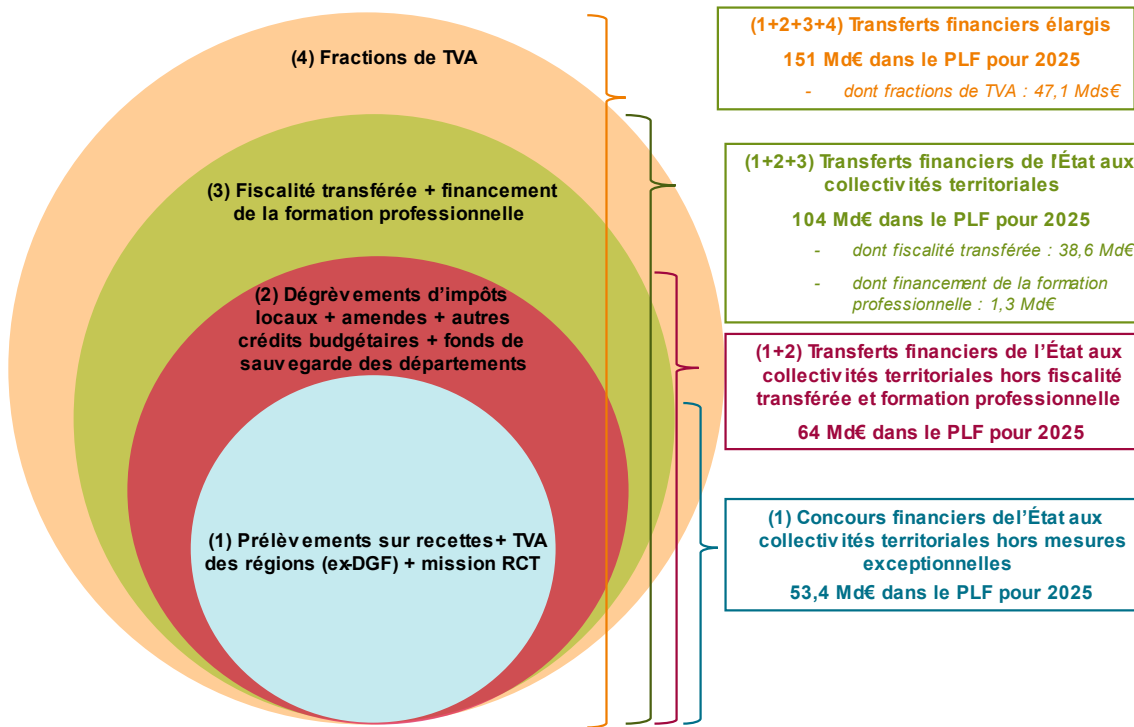 (4) Fractions de TVA
(3) Fiscalité transférée + financement
de la formation professionnelle
(2) Dégrèvements d'impôts
locaux + amendes + autres
crédits budgétaires + fonds de
sauvegarde des départements
(1) Prélèvements sur recettes + TVA
des régions (ex-DGF) + mission RCT
(1+2+3+4) Transferts financiers élargis
151 Md€ dans le PLF pour 2025
- dont fractions de TVA : 47,1 Mds€
(1+2+3) Transferts financiers de l'État aux
collectivités territoriales
104 Md€ dans le PLF pour 2025
- dont fiscalité transférée : 38,6 Md€
- dont financement de la formation
professionnelle : 1,3 Md€
(1+2) Transferts financiers de l'État aux
collectivités territoriales hors fiscalité
transférée et formation professionnelle
64 Md€ dans le PLF pour 2025
(1) Concours financiers del'État aux
collectivités territoriales hors mesures
exceptionnelles
53,4 Md€ dans le PLF pour 2025